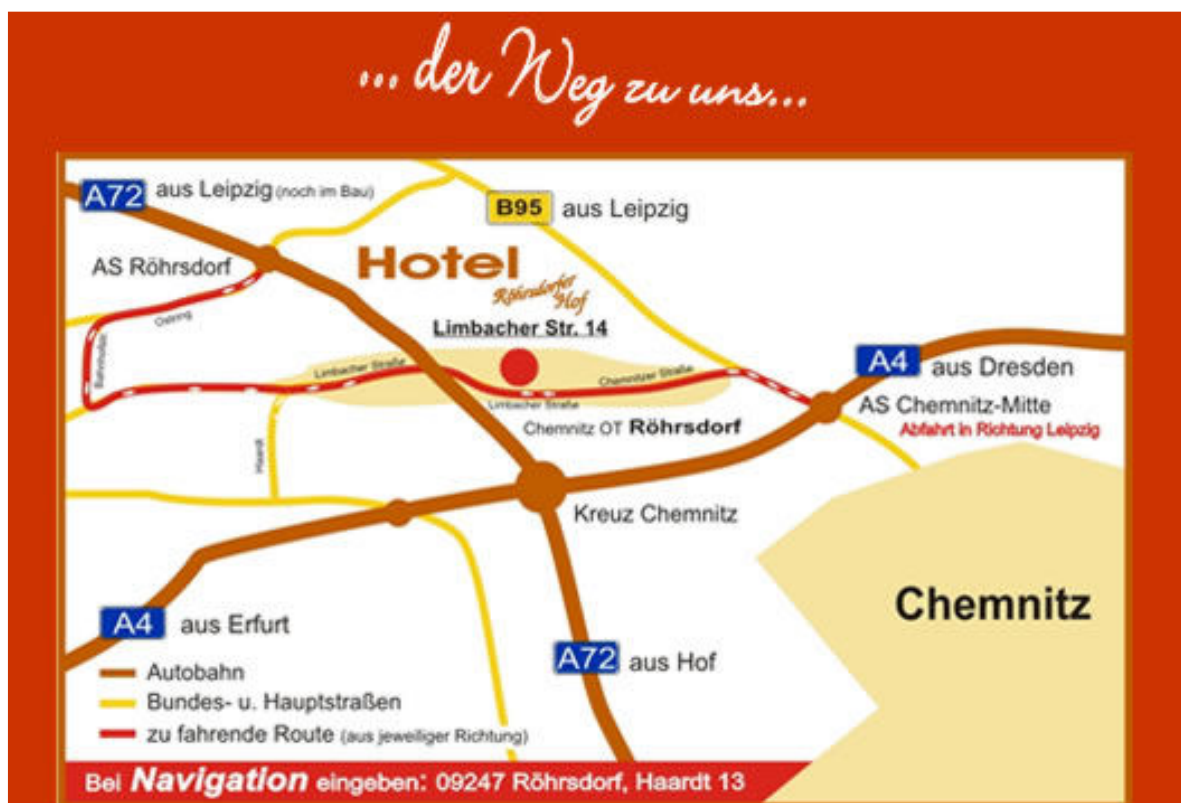 ... der Weg zu uns...
A72 aus Leipzig (noch im Bau)
B95 aus Leipzig
AS Röhrsdorf
Hotel
Röhrsdorfer
Hof
Limbacher Str. 14
Ostring
Bahnhofstr.
Limbacher Straße
Chemnitzer Straße
Limbacher Straße
A4 aus Dresden
AS Chemnitz-Mitte
Abfahrt in Richtung Leipzig
Chemnitz OT Röhrsdorf
Haardt
Kreuz Chemnitz
Chemnitz
A4 aus Erfurt
A72 aus Hof
Autobahn
Bundes- u. Hauptstraßen
zu fahrende Route (aus jeweiliger Richtung)
Bei Navigation eingeben: 09247 Röhrsdorf, Haardt 13